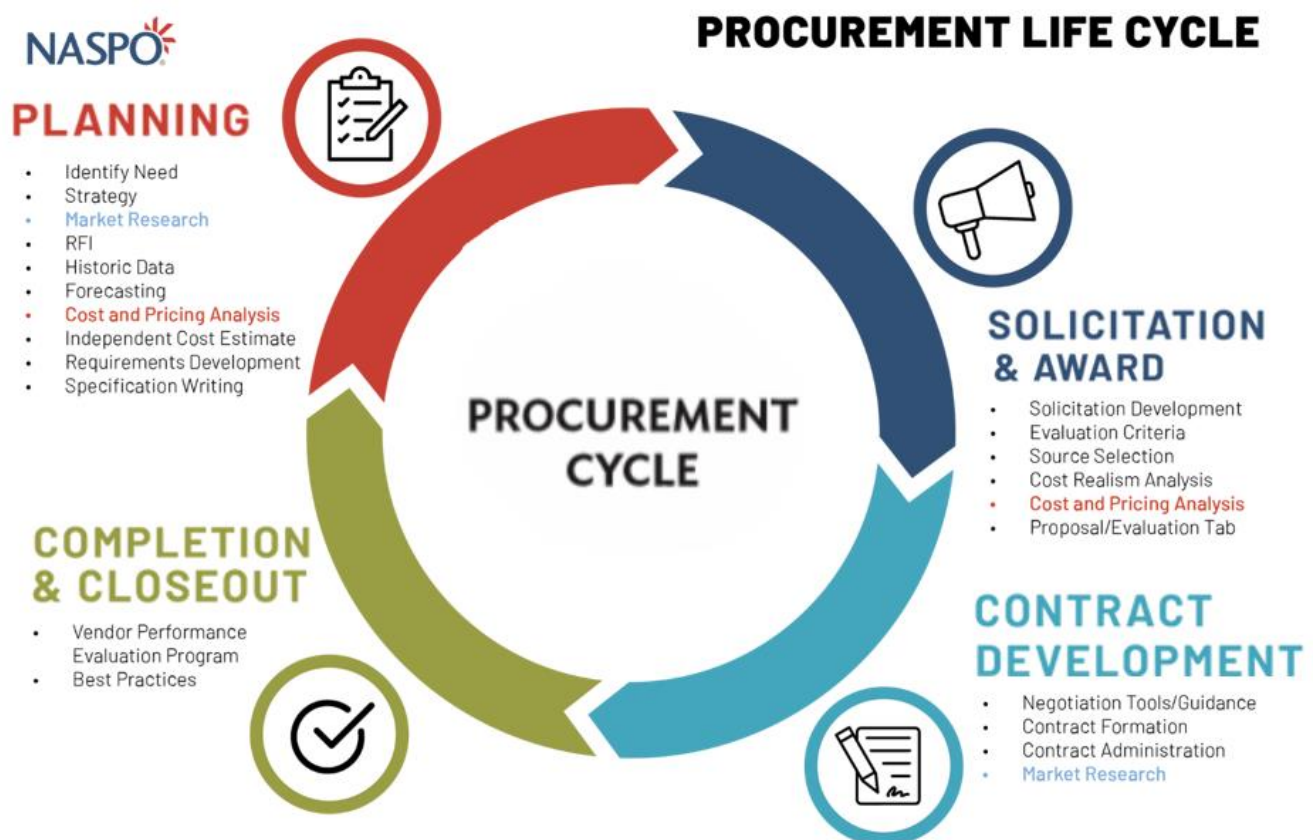 NASPO
PROCUREMENT LIFE CYCLE
PLANNING
• Identify Need
• Strategy
• Market Research
• RFI
• Historic Data
• Forecasting
• Cost and Pricing Analysis
• Independent Cost Estimate
• Requirements Development
• Specification Writing
SOLICITATION
& AWARD
• Solicitation Development
• Evaluation Criteria
• Source Selection
• Cost Realism Analysis
• Cost and Pricing Analysis
• Proposal/Evaluation Tab
PROCUREMENT
CYCLE
CONTRACT
DEVELOPMENT
• Negotiation Tools/Guidance
• Contract Formation
• Contract Administration
• Market Research
COMPLETION
& CLOSEOUT
• Vendor Performance
Evaluation Program
• Best Practices